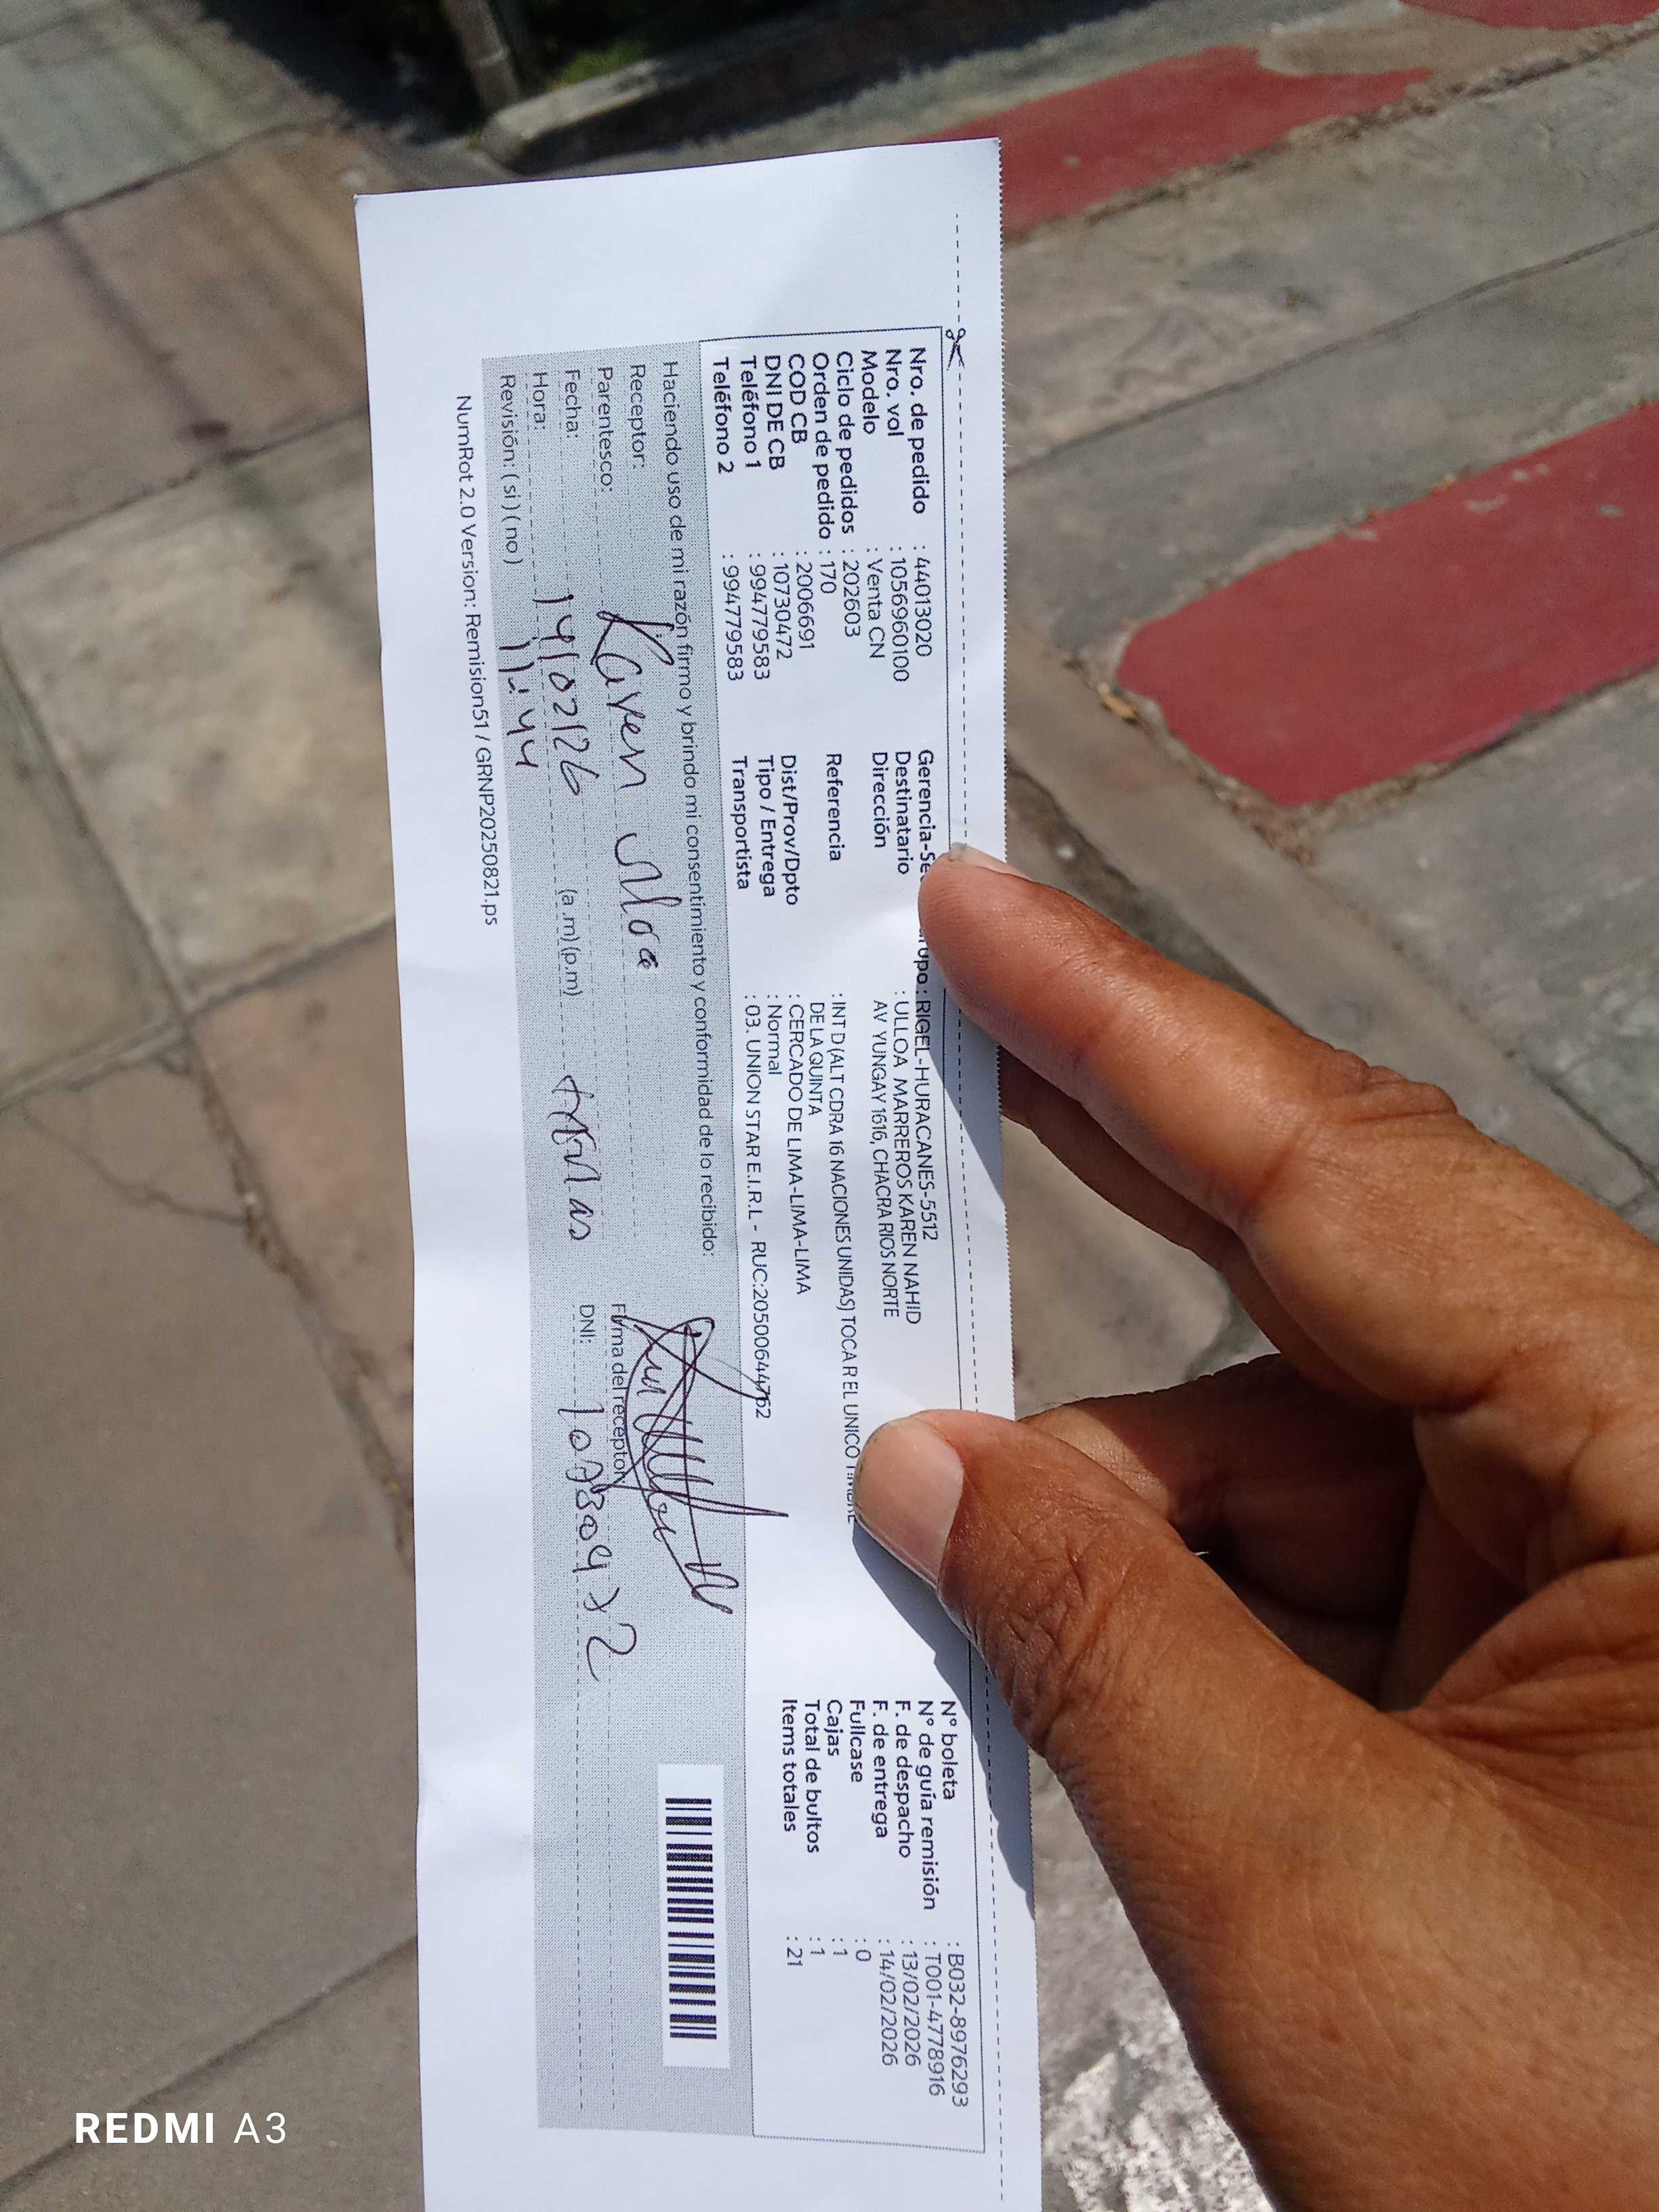 Nro. de pedido : 44013020
Nro. vol : 1056960100
Modelo : Venta CN
Ciclo de pedidos : 202603
Orden de pedido : 170
COD CB : 2006691
DNI DE CB : 10730472
Teléfono 1 : 994779583
Teléfono 2 : 994779583
Gerencia-Se rupo : RIGEL-HURACANES-5512
Destinatario : ULLOA MARREROS KAREN NAHID
Dirección AV YUNGAY 1616, CHACRA RIOS NORTE
Referencia : INT D (ALT CDRA 16 NACIONES UNIDAS) TOCAR EL UNICO TIMBRE
DE LA QUINTA
Dist/Prov/Dpto : CERCADO DE LIMA-LIMA-LIMA
Tipo / Entrega : Normal
Transportista : 03. UNION STAR E.I.R.L - RUC:20500644762
N° boleta : B032-8976293
N° de guía remisión : T001-4778916
F. de despacho : 13/02/2026
F. de entrega : 14/02/2026
Fullcase : 0
Cajas : 1
Total de bultos : 1
Items totales : 21
Haciendo uso de mi razón firmo y brindo mi consentimiento y conformidad de lo recibido:
Receptor: Karen Ulloa
Parentesco:
Fecha: 14/02/26
Hora: 11:44 (a.m)(p.m)
Revisión: ( si ) ( no )
Firma del receptor:
DNI: 10730472
NumRot 2.0 Version: Remision51 / GRNP20250821.ps
REDMI A3